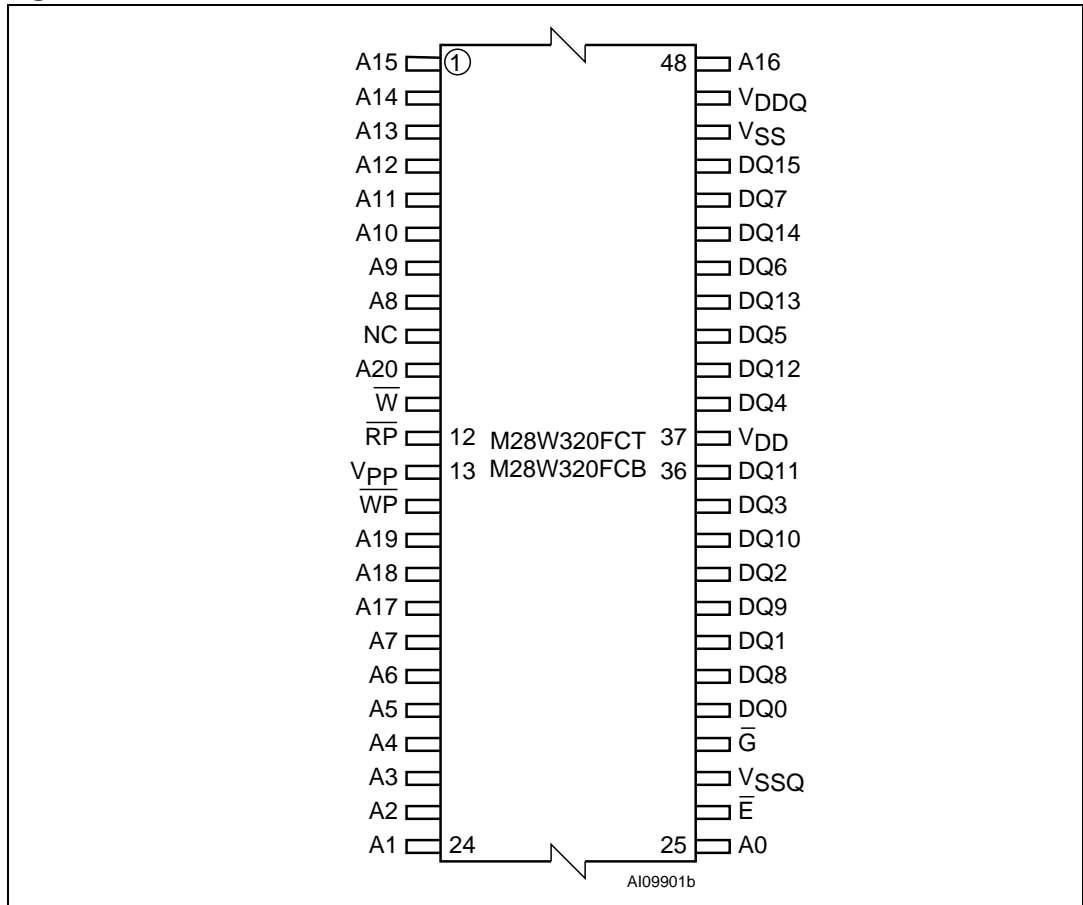 A15 1 48 A16
A14 VDDQ
A13 VSS
A12 DQ15
A11 DQ7
A10 DQ14
A9 DQ6
A8 DQ13
NC DQ5
A20 DQ12
W̅ DQ4
R̅P̅ 12 M28W320FCT 37 VDD
VPP 13 M28W320FCB 36 DQ11
W̅P̅ DQ3
A19 DQ10
A18 DQ2
A17 DQ9
A7 DQ1
A6 DQ8
A5 DQ0
A4 G̅
A3 VSSQ
A2 E̅
A1 24 25 A0
AI09901b